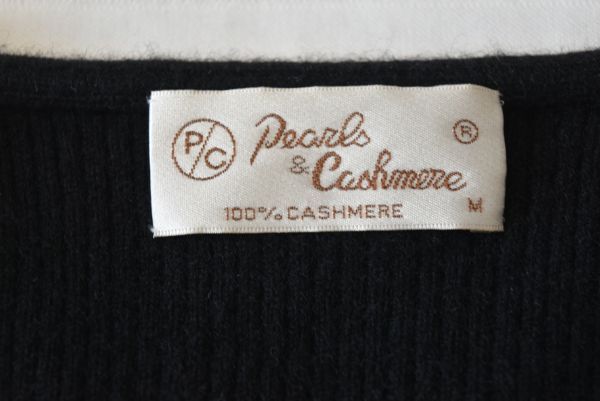 P/C
Pearls ®
& Cashmere
100% CASHMERE M